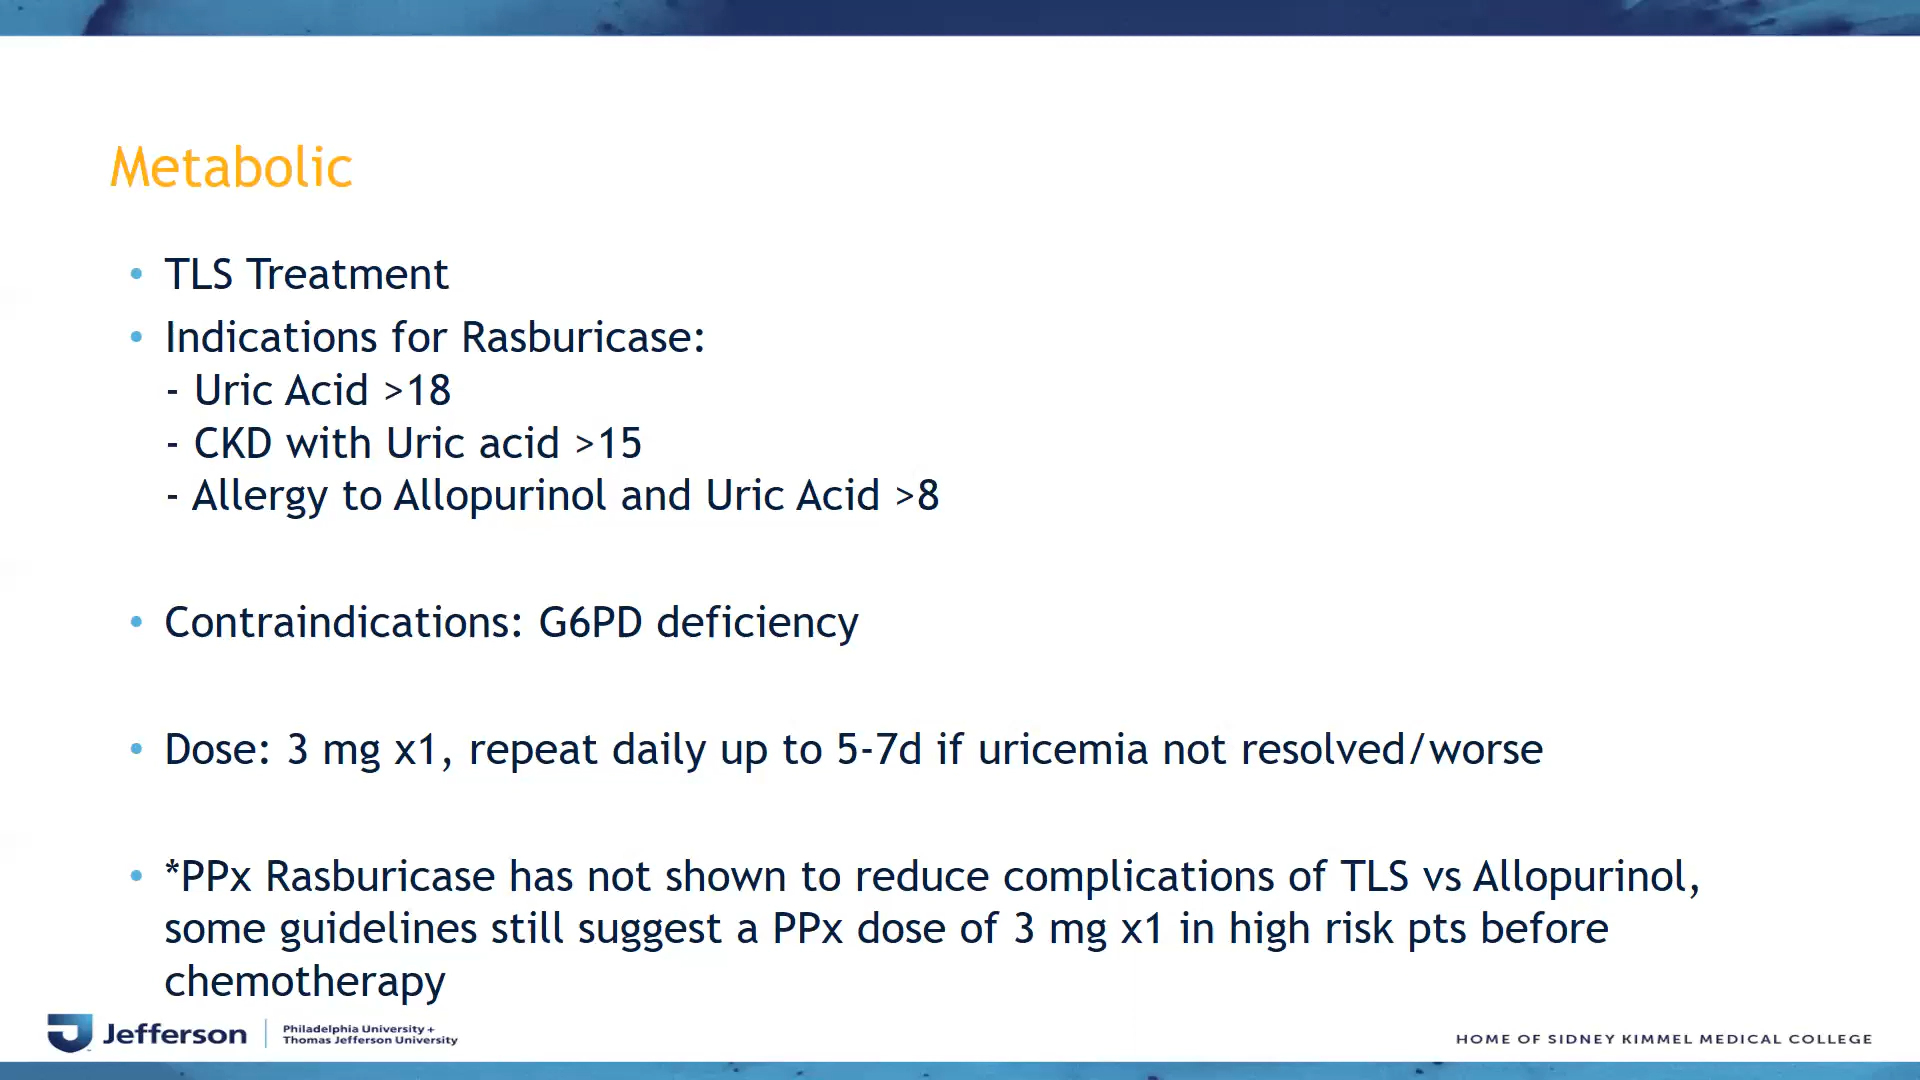 Metabolic
• TLS Treatment
• Indications for Rasburicase:
- Uric Acid >18
- CKD with Uric acid >15
- Allergy to Allopurinol and Uric Acid >8
• Contraindications: G6PD deficiency
• Dose: 3 mg x1, repeat daily up to 5-7d if uricemia not resolved/worse
• *PPx Rasburicase has not shown to reduce complications of TLS vs Allopurinol,
some guidelines still suggest a PPx dose of 3 mg x1 in high risk pts before
chemotherapy
Jefferson
Philadelphia University +
Thomas Jefferson University
HOME OF SIDNEY KIMMEL MEDICAL COLLEGE